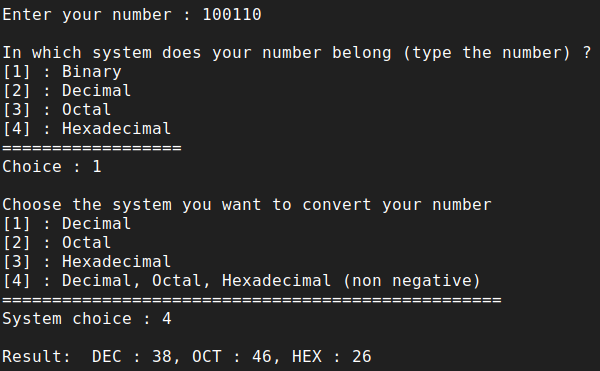 Enter your number : 100110
In which system does your number belong (type the number) ?
[1] : Binary
[2] : Decimal
[3] : Octal
[4] : Hexadecimal
==================
Choice : 1
Choose the system you want to convert your number
[1] : Decimal
[2] : Octal
[3] : Hexadecimal
[4] : Decimal, Octal, Hexadecimal (non negative)
==================================================
System choice : 4
Result:  DEC : 38, OCT : 46, HEX : 26